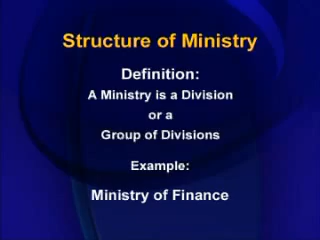 Structure of Ministry
Definition:
A Ministry is a Division
or a
Group of Divisions
Example:
Ministry of Finance